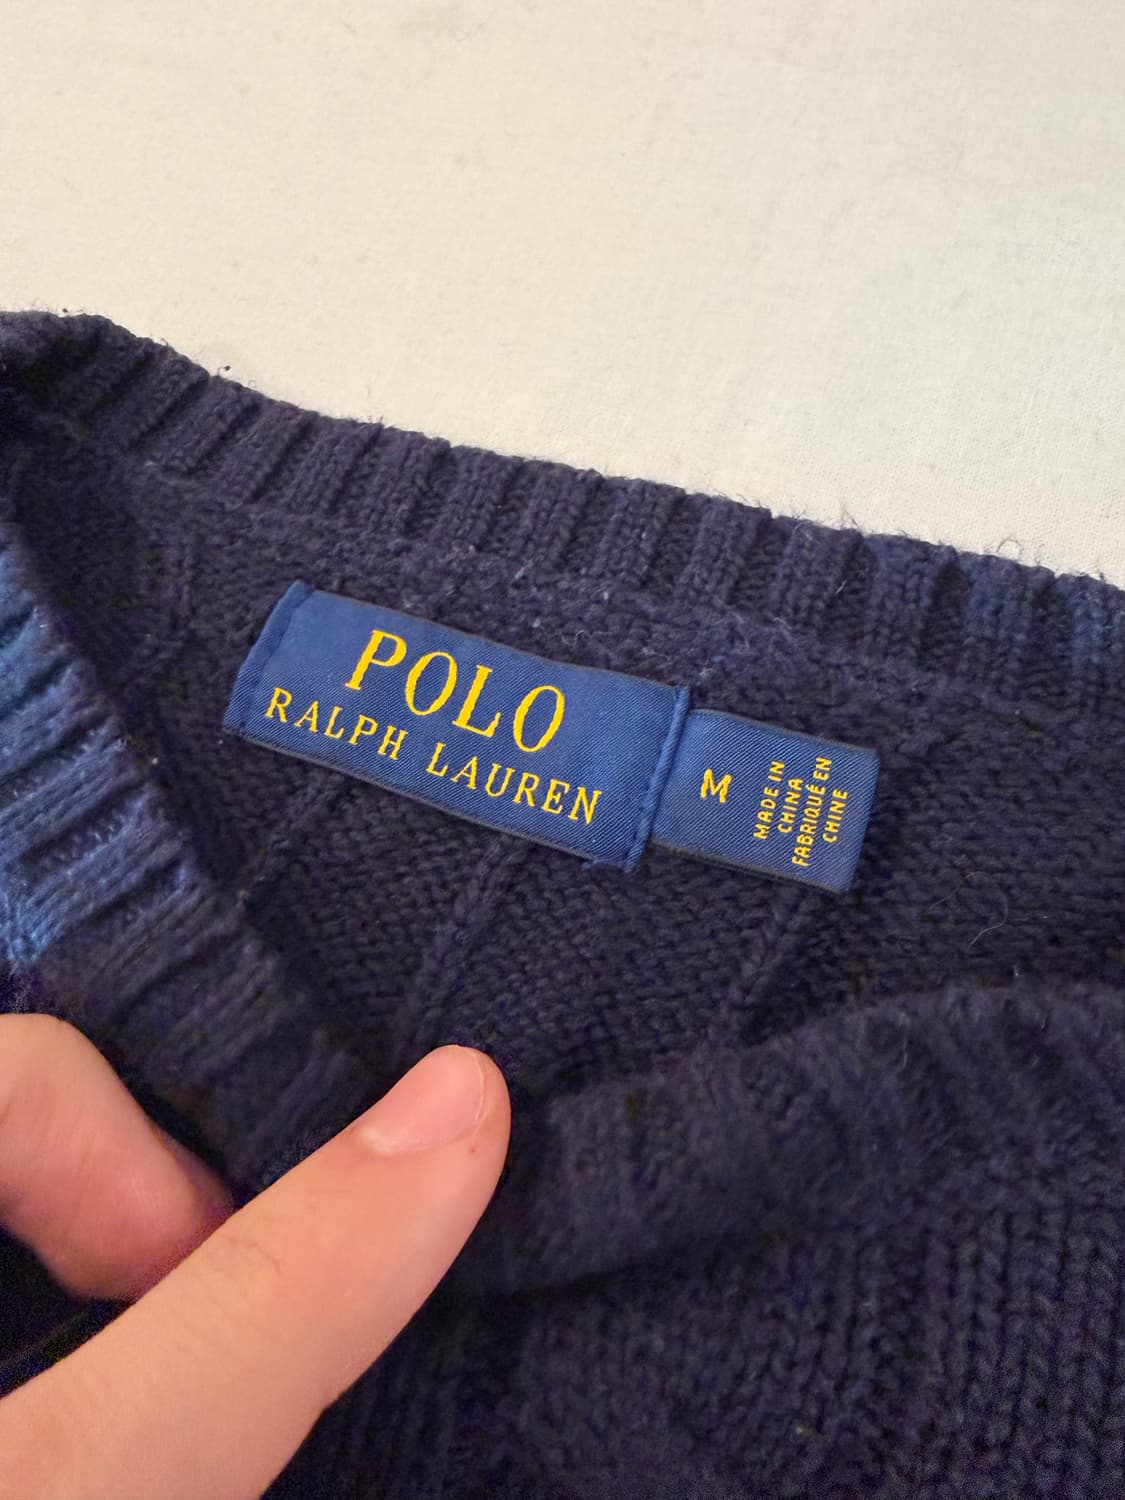 POLO
RALPH LAUREN
M
MADE IN
CHINA
FABRIQUÉ EN
CHINE